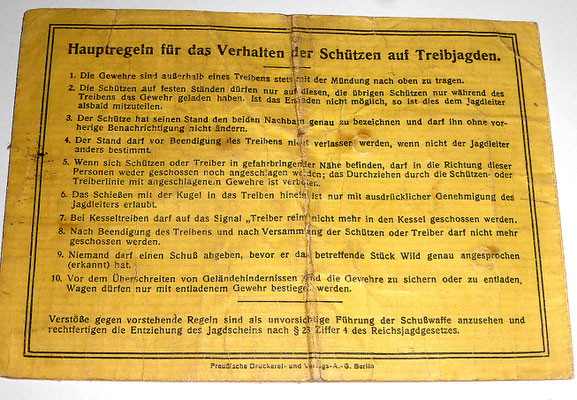 Hauptregeln für das Verhalten der Schützen auf Treibjagden.
1. Die Gewehre sind außerhalb eines Treibens stets mit der Mündung nach oben zu tragen.
2. Die Schützen auf festen Ständen dürfen nur auf diesen, die übrigen Schützen nur während des
Treibens das Gewehr geladen haben. Ist das Entladen nicht möglich, so ist dies dem Jagdleiter
alsbald mitzuteilen.
3. Der Schütze hat seinen Stand den beiden Nachbarn genau zu bezeichnen und darf ihn ohne vor-
herige Benachrichtigung nicht ändern.
4. Der Stand darf vor Beendigung des Treibens nicht verlassen werden, wenn nicht der Jagdleiter
anders bestimmt.
5. Wenn sich Schützen oder Treiber in gefahrbringender Nähe befinden, darf in die Richtung dieser
Personen weder geschossen noch angeschlagen werden; das Durchziehen durch die Schützen- oder
Treiberlinie mit angeschlagenem Gewehre ist verboten.
6. Das Schießen mit der Kugel in das Treiben hinein ist nur mit ausdrücklicher Genehmigung des
Jagdleiters erlaubt.
7. Bei Kesseltreiben darf auf das Signal „Treiber rein“ nicht mehr in den Kessel geschossen werden.
8. Nach Beendigung des Treibens und nach Versammlung der Schützen oder Treiber darf nicht mehr
geschossen werden.
9. Niemand darf einen Schuß abgeben, bevor er das betreffende Stück Wild genau angesprochen
(erkannt) hat.
10. Vor dem Überschreiten von Geländehindernissen sind die Gewehre zu sichern oder zu entladen,
Wagen dürfen nur mit entladenem Gewehr bestiegen werden.
Verstöße gegen vorstehende Regeln sind als unvorsichtige Führung der Schußwaffe anzusehen und
rechtfertigen die Entziehung des Jagdscheins nach § 23 Ziffer 4 des Reichsjagdgesetzes.
Preußische Druckerei- und Verlags-A.-G. Berlin